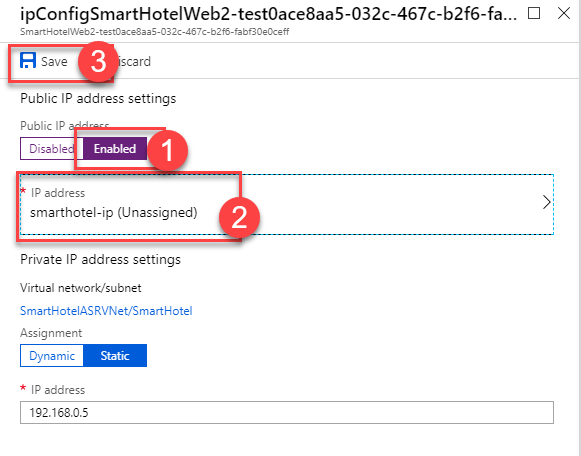 ipConfigSmartHotelWeb2-test0ace8aa5-032c-467c-b2f6-fa...
SmartHotelWeb2-test0ace8aa5-032c-467c-b2f6-fabf30e0ceff
Save 3 iscard
Public IP address settings
Public IP address
Disabled Enabled 1
* IP address
smarthotel-ip (Unassigned) 2
Private IP address settings
Virtual network/subnet
SmartHotelASRVNet/SmartHotel
Assignment
Dynamic Static
* IP address
192.168.0.5